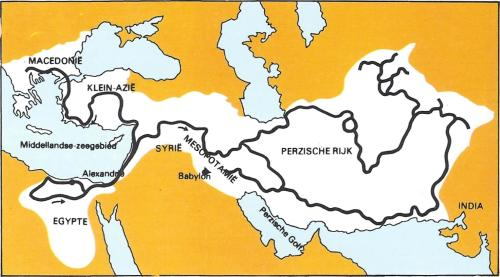 MACEDONIË
KLEIN-AZIË
Middellandse-zeegebied
SYRIË
MESOPOTAMIË
PERZISCHE RIJK
Alexandrië
Babylon
EGYPTE
Perzische Golf
INDIA